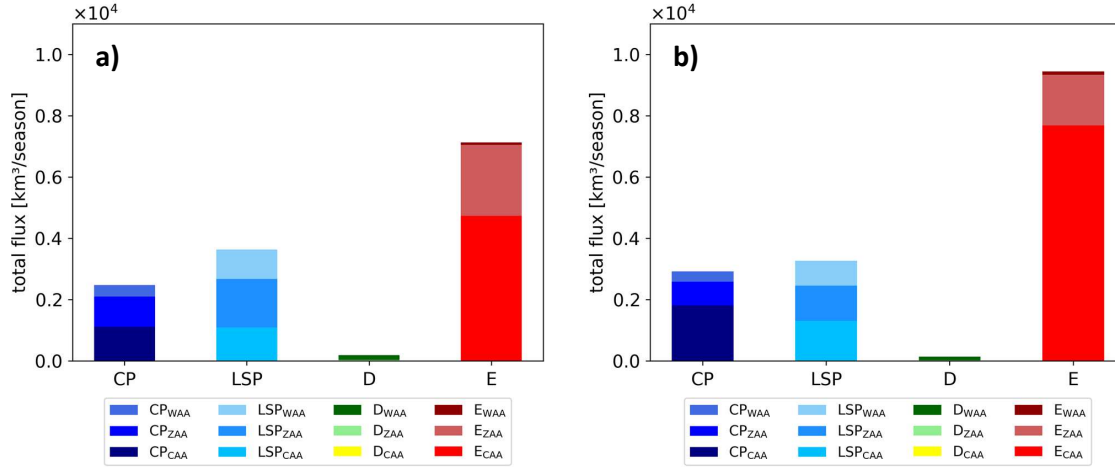 ×10⁴
a)
1.0
0.8
0.6
0.4
0.2
0.0
total flux [km³/season]
CP LSP D E
CP_WAA LSP_WAA D_WAA E_WAA
CP_ZAA LSP_ZAA D_ZAA E_ZAA
CP_CAA LSP_CAA D_CAA E_CAA
×10⁴
b)
1.0
0.8
0.6
0.4
0.2
0.0
total flux [km³/season]
CP LSP D E
CP_WAA LSP_WAA D_WAA E_WAA
CP_ZAA LSP_ZAA D_ZAA E_ZAA
CP_CAA LSP_CAA D_CAA E_CAA